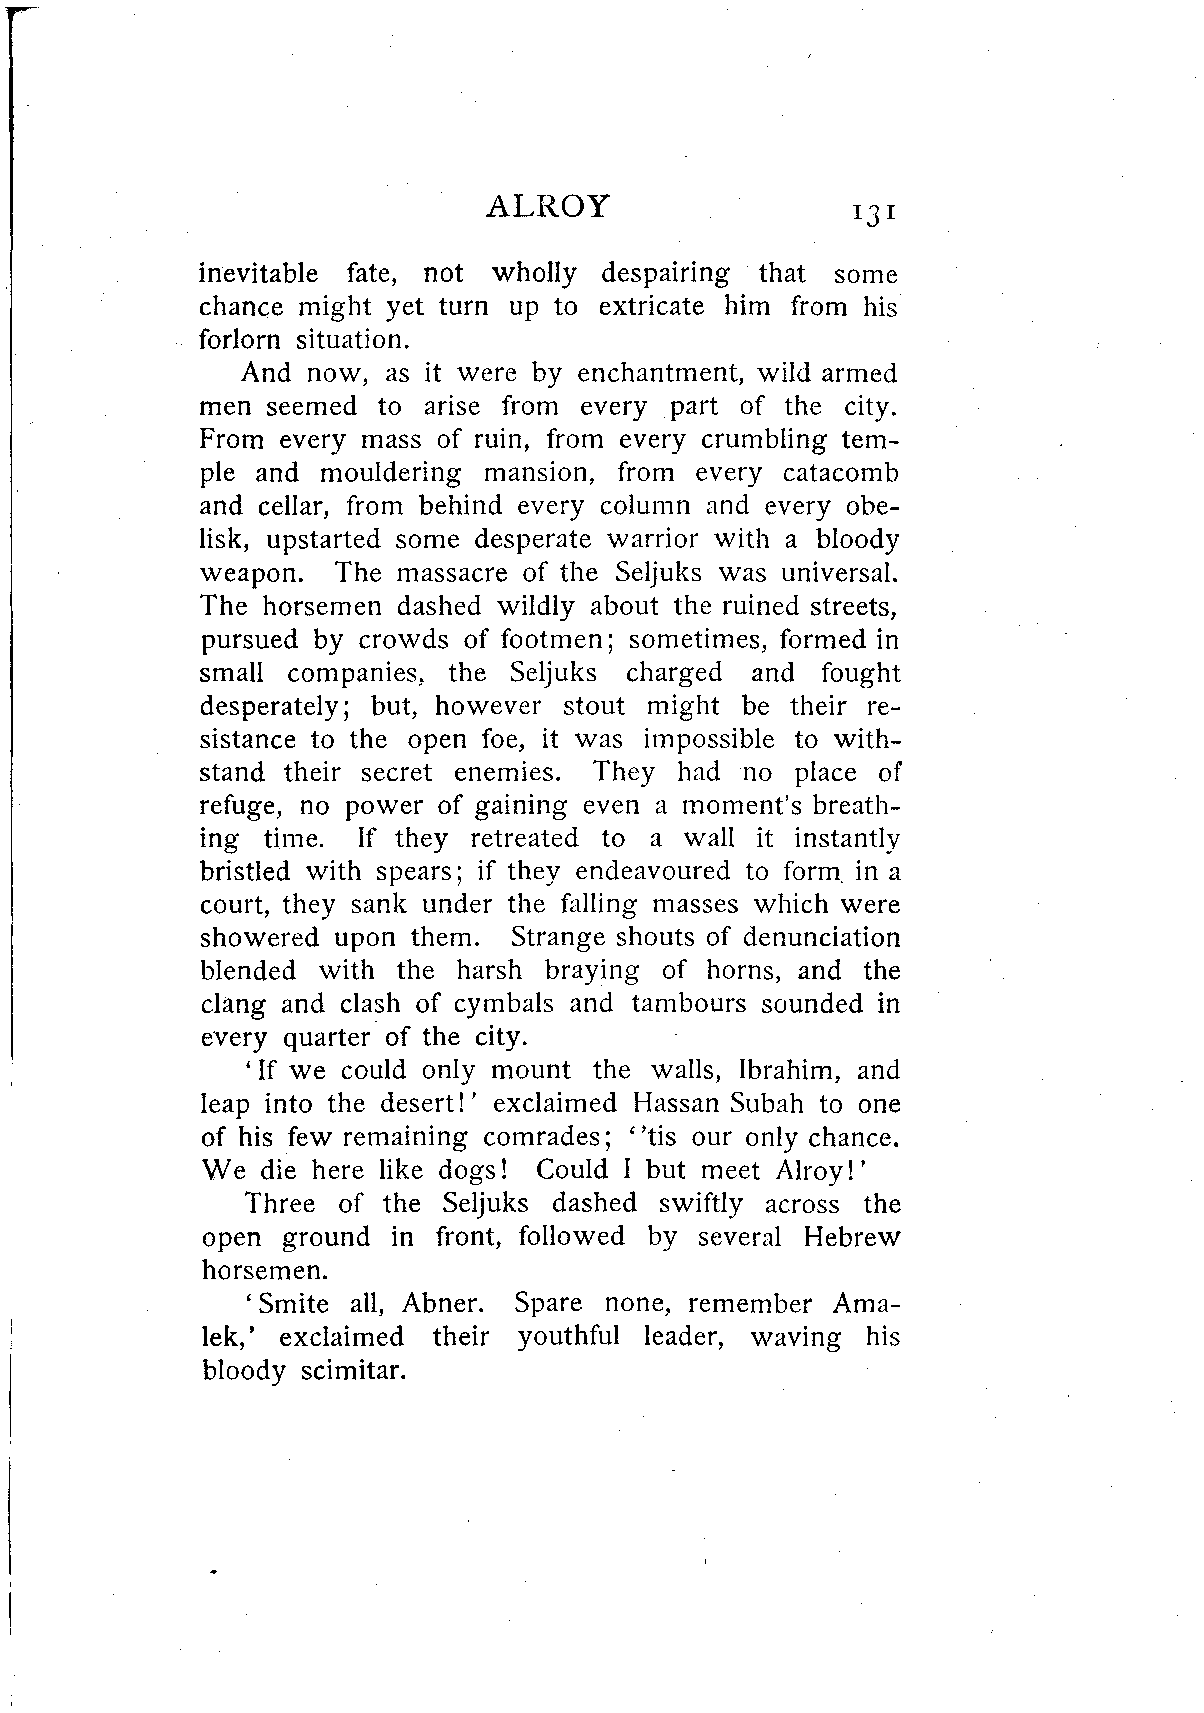 ALROY 131
inevitable fate, not wholly despairing that some
chance might yet turn up to extricate him from his
forlorn situation.
And now, as it were by enchantment, wild armed
men seemed to arise from every part of the city.
From every mass of ruin, from every crumbling tem-
ple and mouldering mansion, from every catacomb
and cellar, from behind every column and every obe-
lisk, upstarted some desperate warrior with a bloody
weapon. The massacre of the Seljuks was universal.
The horsemen dashed wildly about the ruined streets,
pursued by crowds of footmen; sometimes, formed in
small companies, the Seljuks charged and fought
desperately; but, however stout might be their re-
sistance to the open foe, it was impossible to with-
stand their secret enemies. They had no place of
refuge, no power of gaining even a moment's breath-
ing time. If they retreated to a wall it instantly
bristled with spears; if they endeavoured to form in a
court, they sank under the falling masses which were
showered upon them. Strange shouts of denunciation
blended with the harsh braying of horns, and the
clang and clash of cymbals and tambours sounded in
every quarter of the city.
‘If we could only mount the walls, Ibrahim, and
leap into the desert!’ exclaimed Hassan Subah to one
of his few remaining comrades; ‘’tis our only chance.
We die here like dogs! Could I but meet Alroy!’
Three of the Seljuks dashed swiftly across the
open ground in front, followed by several Hebrew
horsemen.
‘Smite all, Abner. Spare none, remember Ama-
lek,’ exclaimed their youthful leader, waving his
bloody scimitar.